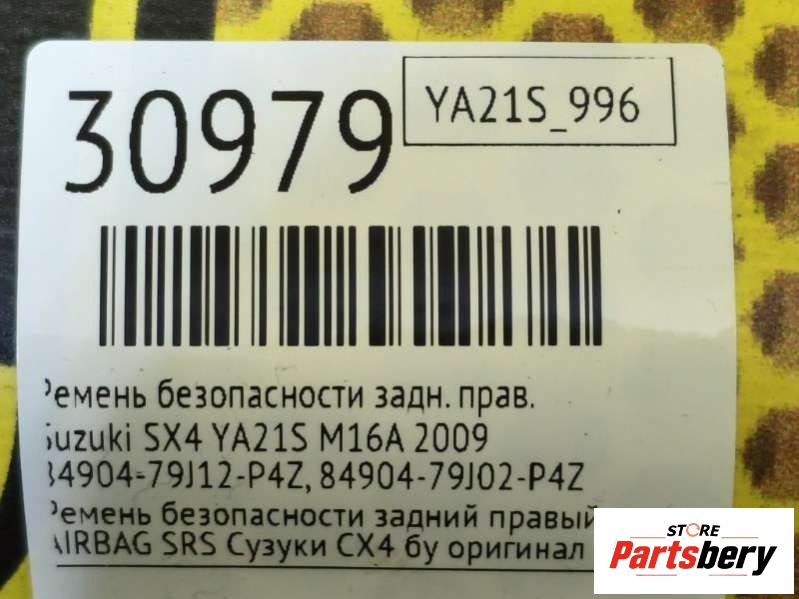 30979
YA21S_996
Ремень безопасности задн. прав.
Suzuki SX4 YA21S M16A 2009
84904-79J12-P4Z, 84904-79J02-P4Z
Ремень безопасности задний правый
AIRBAG SRS Сузуки СХ4 бу оригинал
STORE
Partsbery